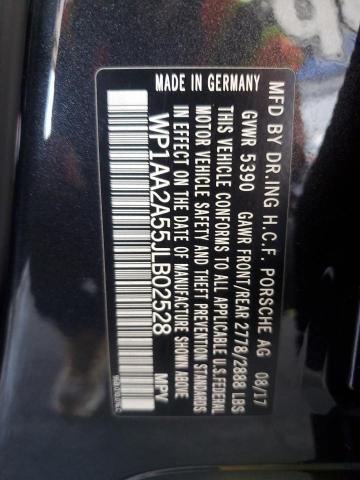 MFD BY DR.ING H.C.F. PORSCHE AG 08/17
GVWR 5390 GAWR FRONT/REAR 2778/2888 LBS
THIS VEHICLE CONFORMS TO ALL APPLICABLE U.S.FEDERAL
MOTOR VEHICLE SAFETY AND THEFT PREVENTION STANDARDS
IN EFFECT ON THE DATE OF MANUFACTURE SHOWN ABOVE
WP1AA2A55JLB02528 MPV
MADE IN GERMANY